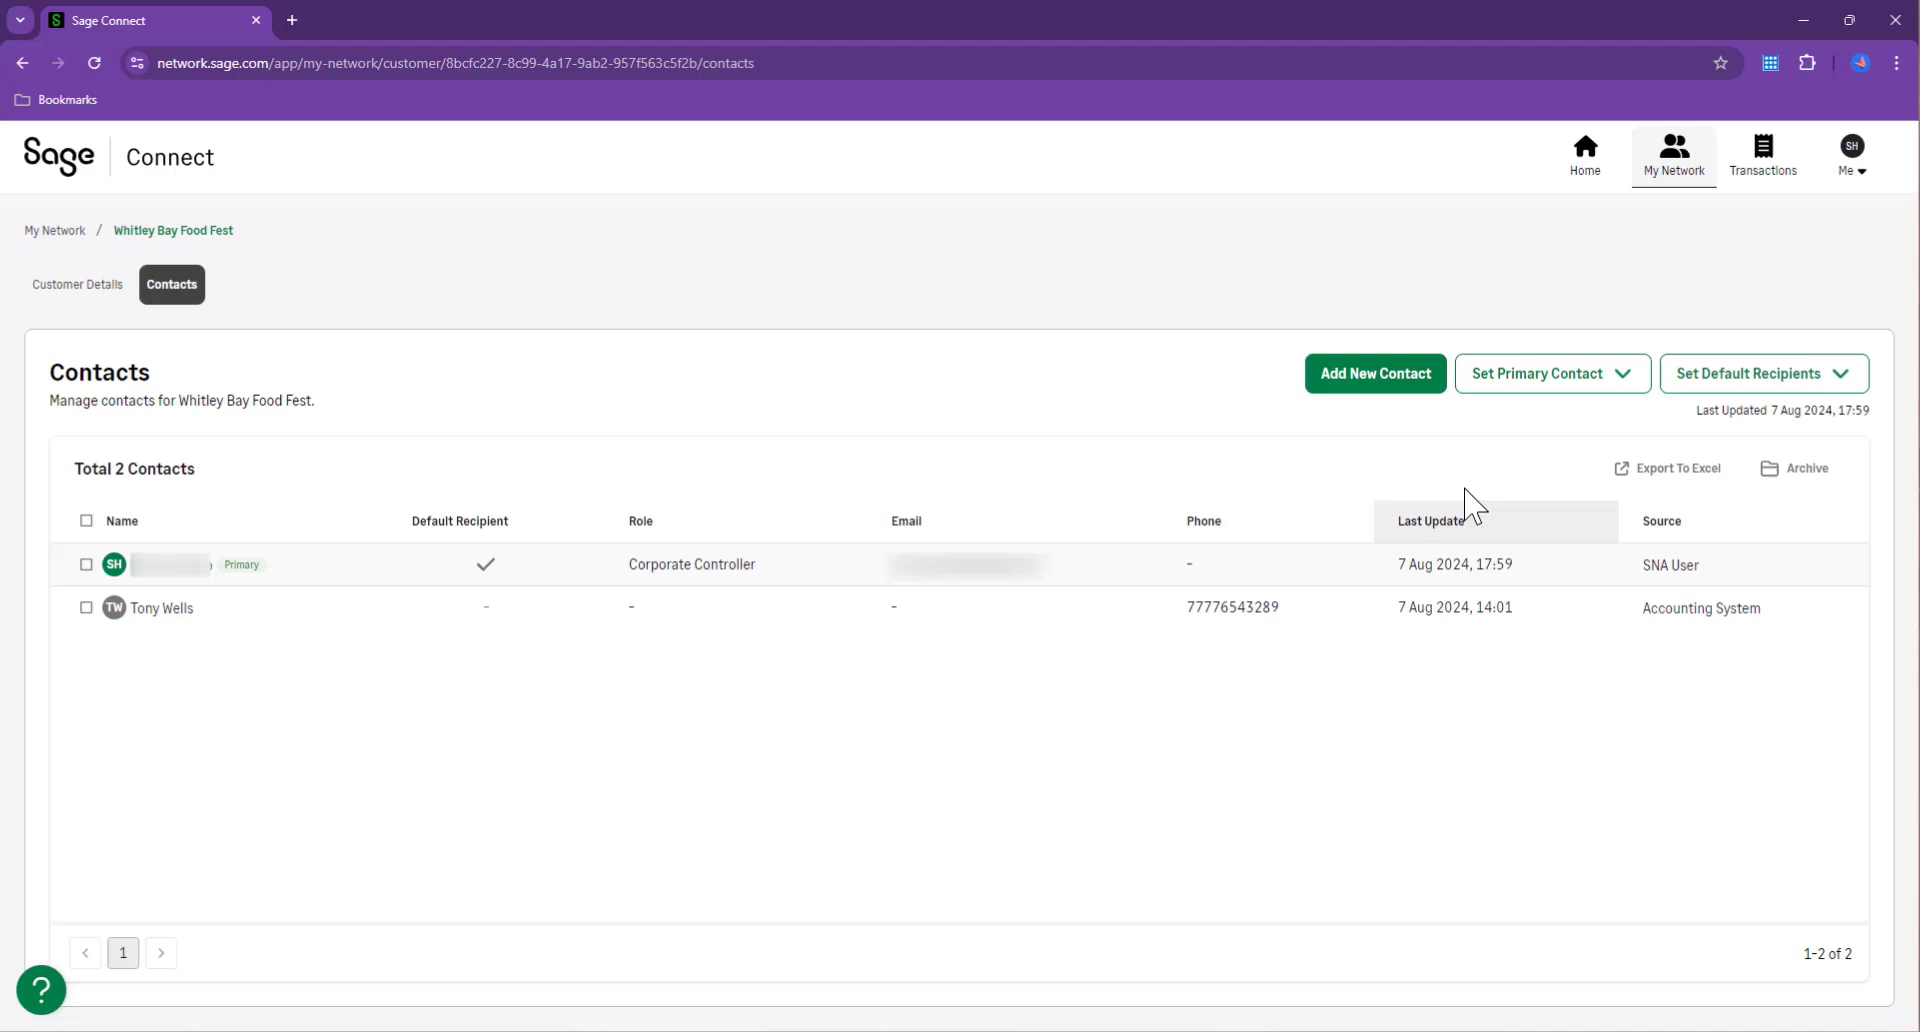 Sage Connect
network.sage.com/app/my-network/customer/8bcfc227-8c99-4a17-9ab2-957f563c5f2b/contacts
Bookmarks
Sage Connect
Home My Network Transactions SH Me
My Network / Whitley Bay Food Fest
Customer Details Contacts
Contacts Add New Contact Set Primary Contact Set Default Recipients
Manage contacts for Whitley Bay Food Fest.
Last Updated 7 Aug 2024, 17:59
Total 2 Contacts Export To Excel Archive
Name Default Recipient Role Email Phone Last Update Source
SH Primary Corporate Controller - 7 Aug 2024, 17:59 SNA User
TW Tony Wells - - - 77776543289 7 Aug 2024, 14:01 Accounting System
1 1-2 of 2
?